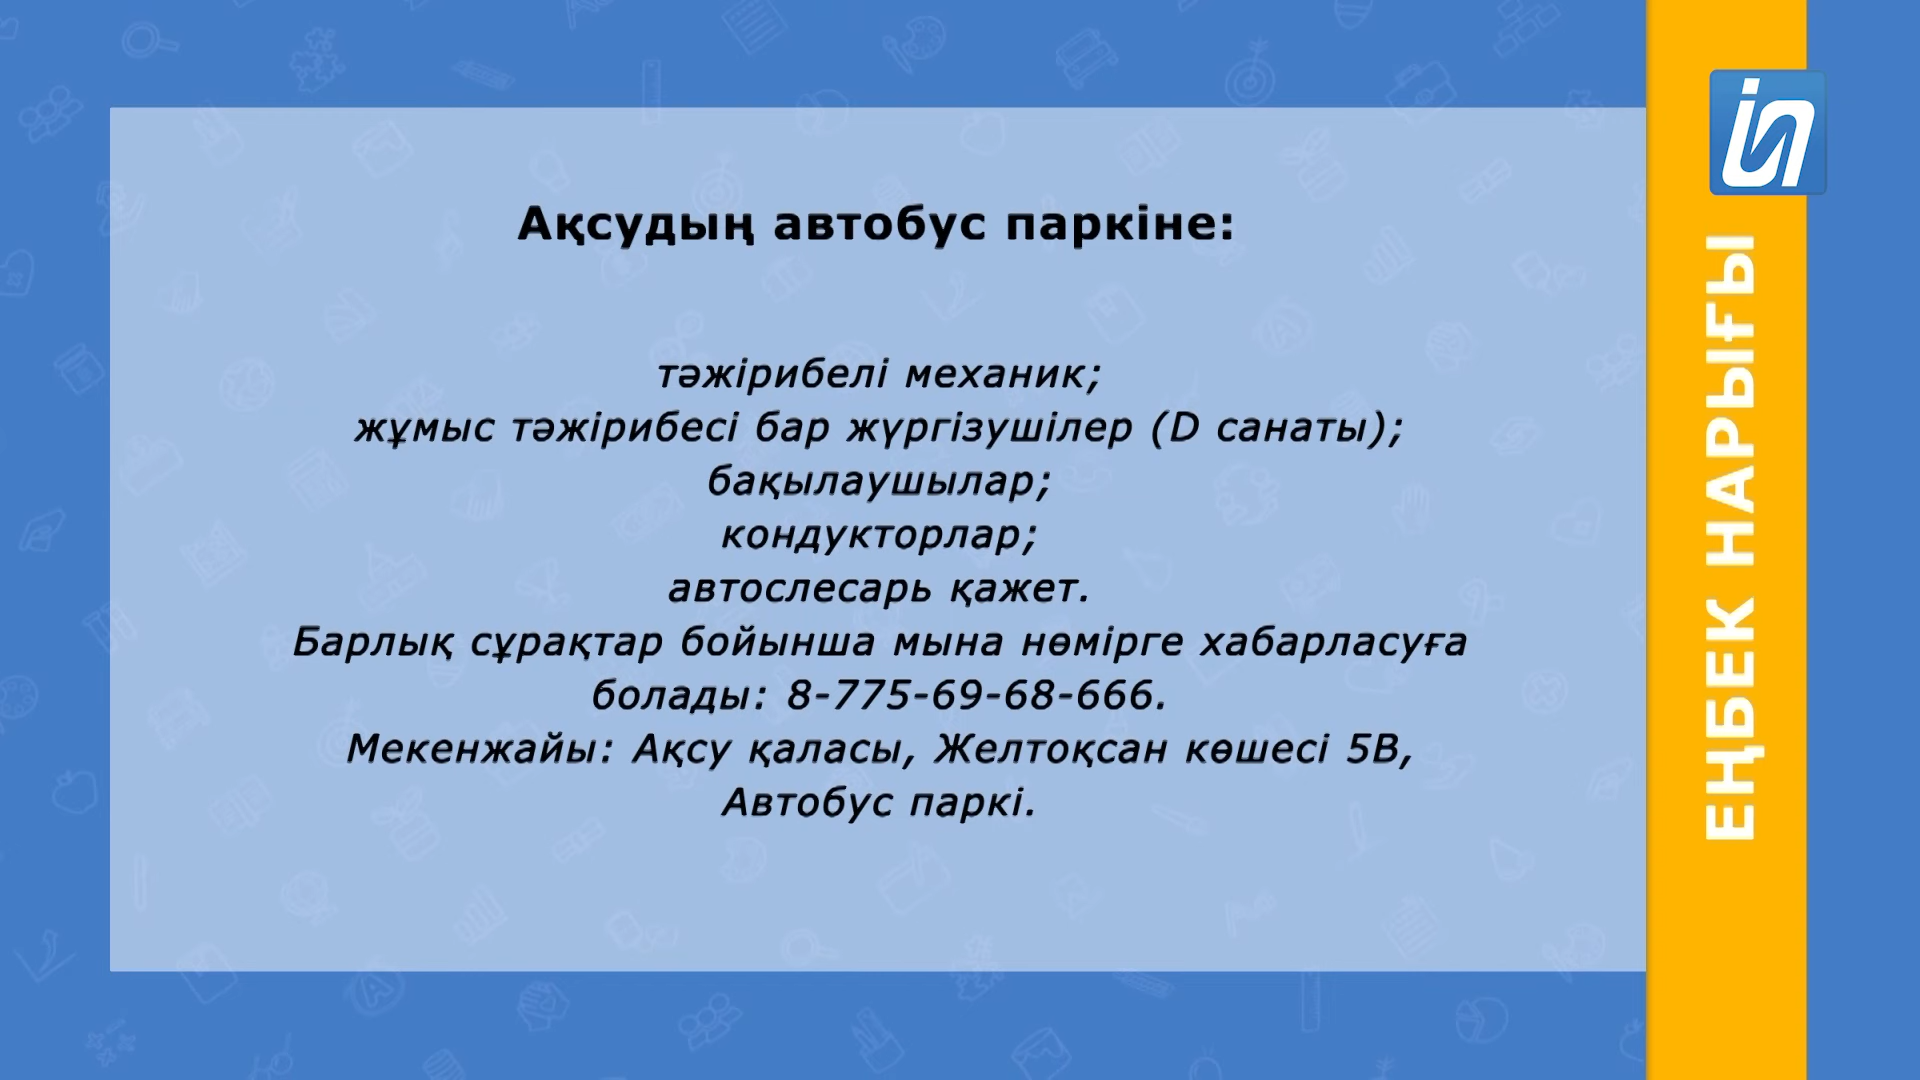 Ақсудың автобус паркіне:
тәжірибелі механик;
жұмыс тәжірибесі бар жүргізушілер (D санаты);
бақылаушылар;
кондукторлар;
автослесарь қажет.
Барлық сұрақтар бойынша мына нөмірге хабарласуға
болады: 8-775-69-68-666.
Мекенжайы: Ақсу қаласы, Желтоқсан көшесі 5В,
Автобус паркі.
ЕҢБЕК НАРЫҒЫ